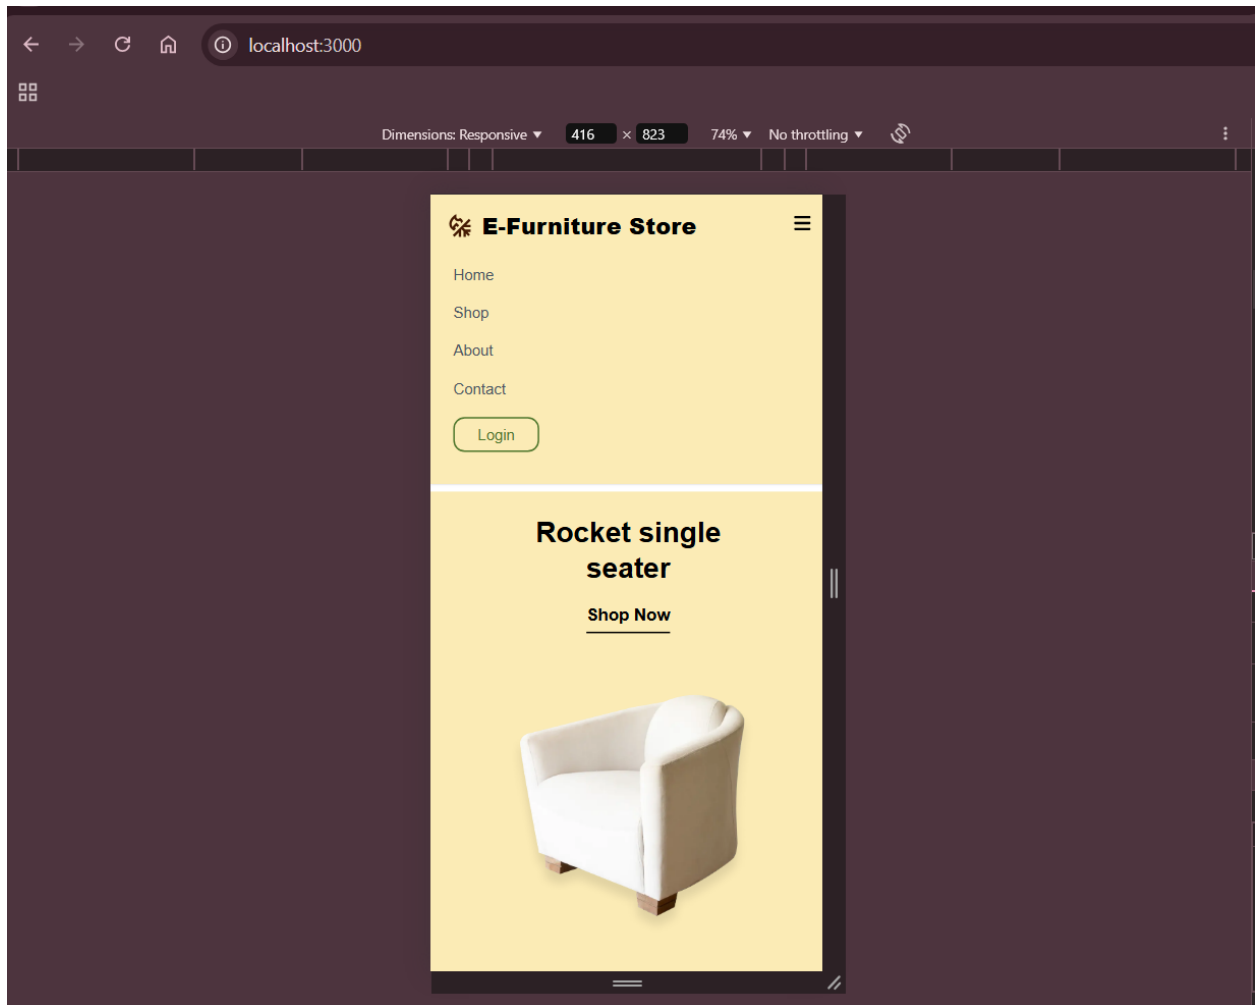 localhost:3000
Dimensions: Responsive 416 × 823 74% No throttling
E-Furniture Store
Home
Shop
About
Contact
Login
Rocket single
seater
Shop Now